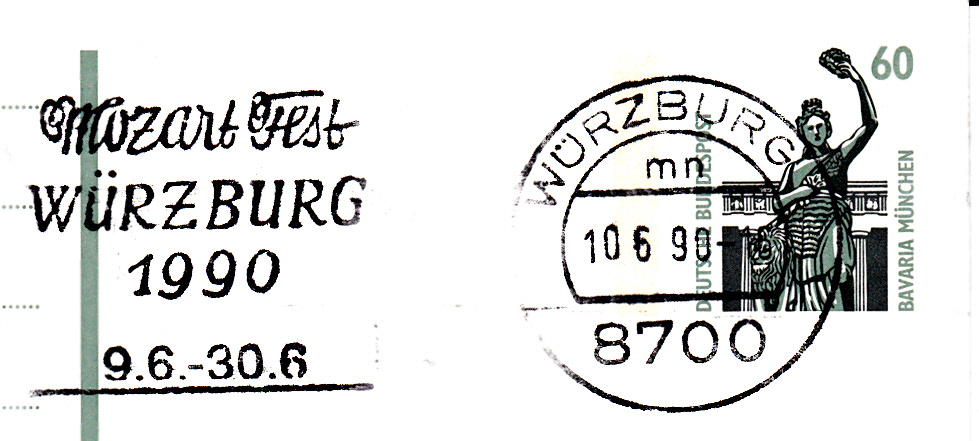 Mozart Fest
WÜRZBURG
1990
9.6.-30.6
WÜRZBURG
mn
10 6 90-1
8700
60
DEUTSCHE BUNDESPOST
BAVARIA MÜNCHEN